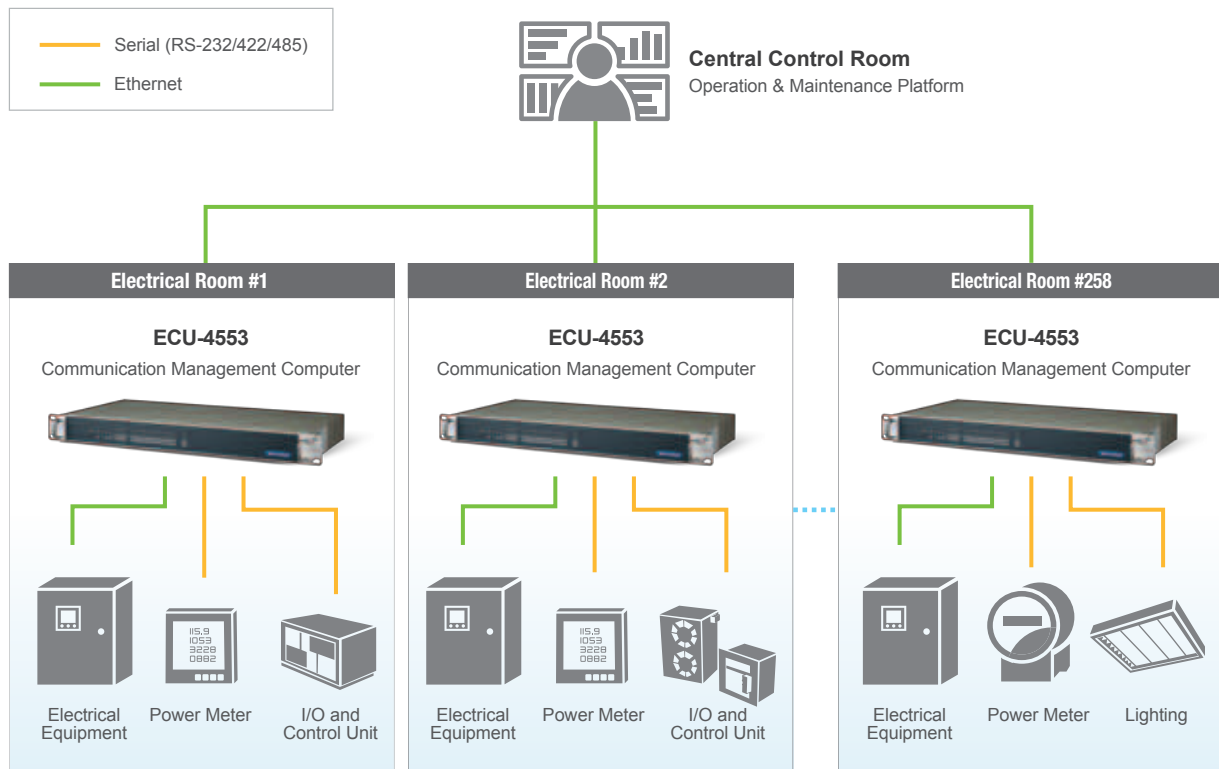 Serial (RS-232/422/485)
Ethernet
Central Control Room
Operation & Maintenance Platform
Electrical Room #1
ECU-4553
Communication Management Computer
115.9
1053
3228
0882
Electrical
Equipment
Power Meter
I/O and
Control Unit
Electrical Room #2
ECU-4553
Communication Management Computer
115.9
1053
3228
0882
Electrical
Equipment
Power Meter
I/O and
Control Unit
Electrical Room #258
ECU-4553
Communication Management Computer
Electrical
Equipment
Power Meter
Lighting